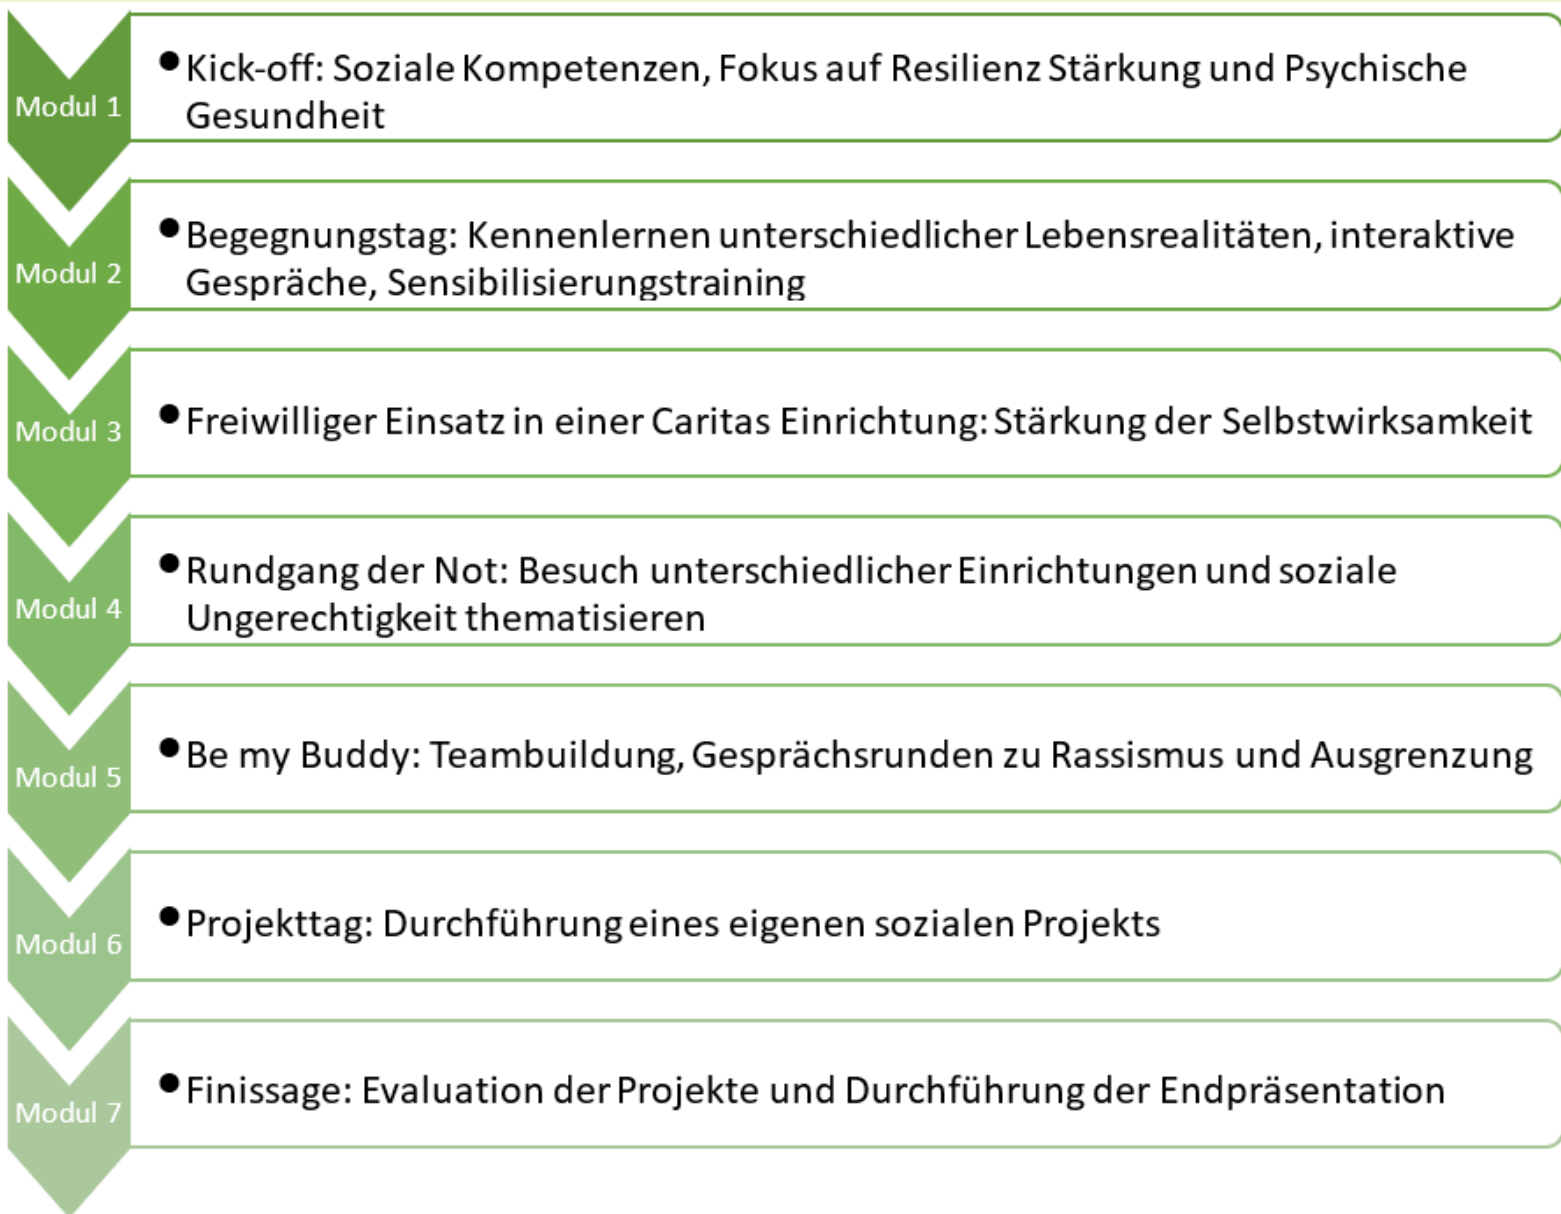 Modul 1
• Kick-off: Soziale Kompetenzen, Fokus auf Resilienz Stärkung und Psychische
Gesundheit
Modul 2
• Begegnungstag: Kennenlernen unterschiedlicher Lebensrealitäten, interaktive
Gespräche, Sensibilisierungstraining
Modul 3
• Freiwilliger Einsatz in einer Caritas Einrichtung: Stärkung der Selbstwirksamkeit
Modul 4
• Rundgang der Not: Besuch unterschiedlicher Einrichtungen und soziale
Ungerechtigkeit thematisieren
Modul 5
• Be my Buddy: Teambuildung, Gesprächsrunden zu Rassismus und Ausgrenzung
Modul 6
• Projekttag: Durchführung eines eigenen sozialen Projekts
Modul 7
• Finissage: Evaluation der Projekte und Durchführung der Endpräsentation